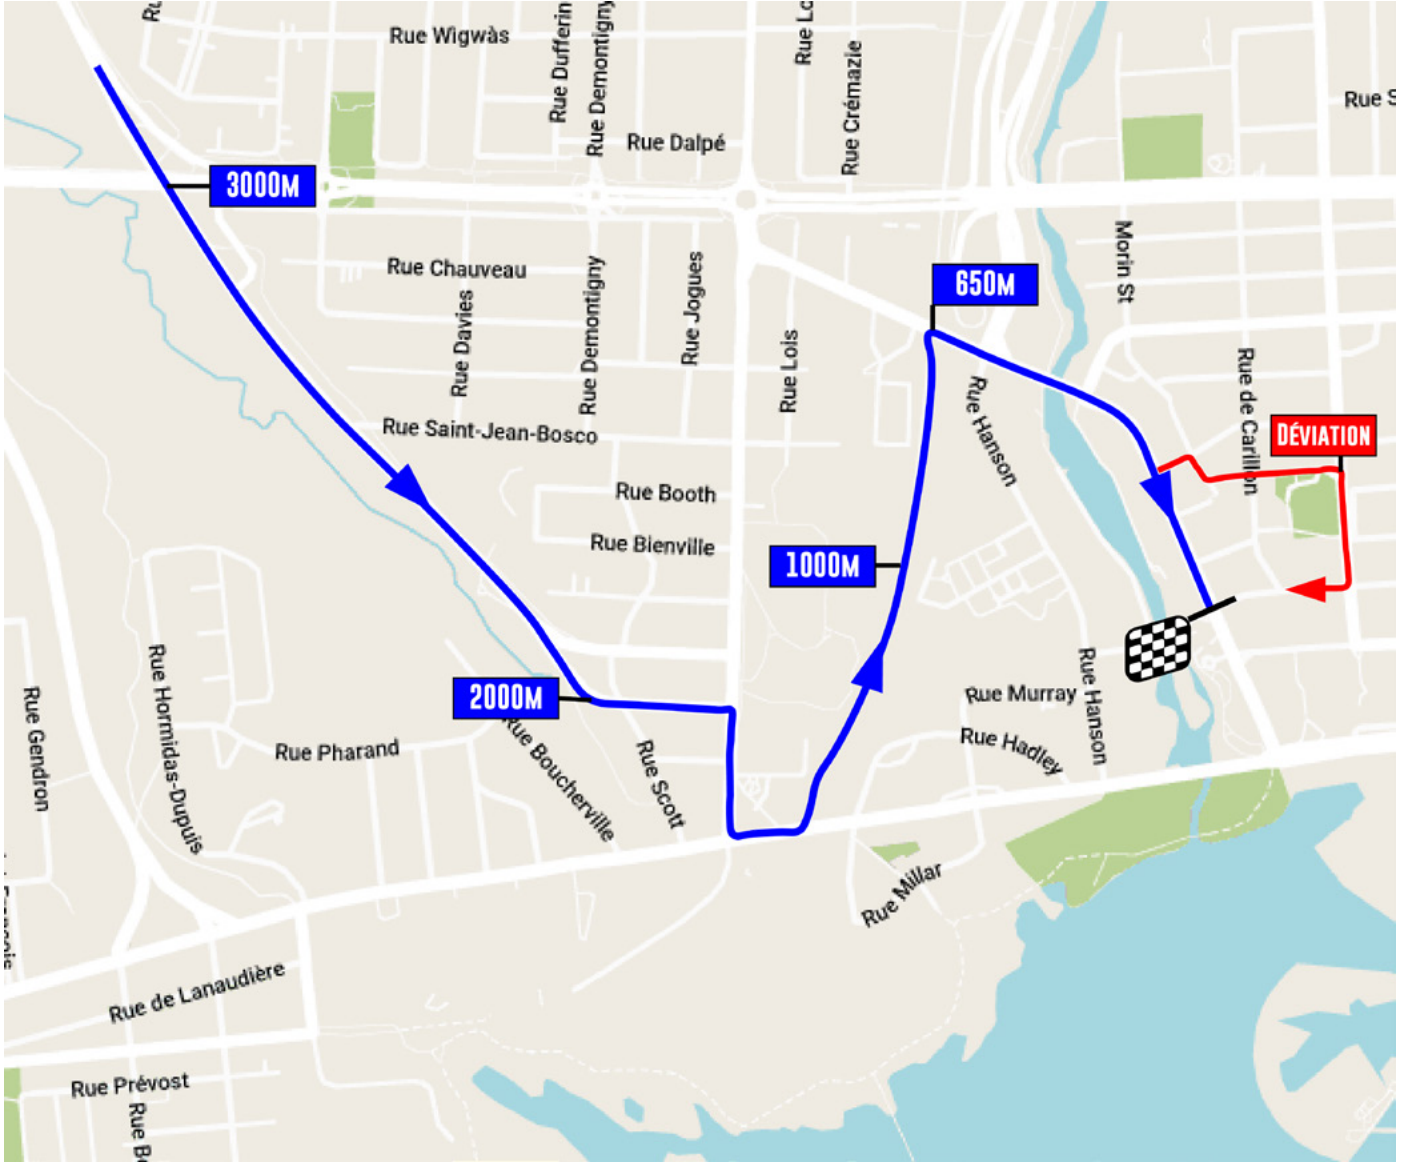 Rue Wigwàs
Rue Dufferin
Rue Demontigny
Rue Crémazie
Rue Dalpé
3000M
Rue Chauveau
Rue Davies
Rue Demontigny
Rue Jogues
Rue Lois
650M
Morin St
Rue Hanson
Rue de Carillon
DÉVIATION
Rue Saint-Jean-Bosco
Rue Booth
Rue Bienville
1000M
2000M
Rue Murray
Rue Hanson
Rue Hadley
Rue Gendron
Rue Hormidas-Dupuis
Rue Pharand
Rue Boucherville
Rue Scott
Rue Millar
Rue de Lanaudière
Rue Prévost